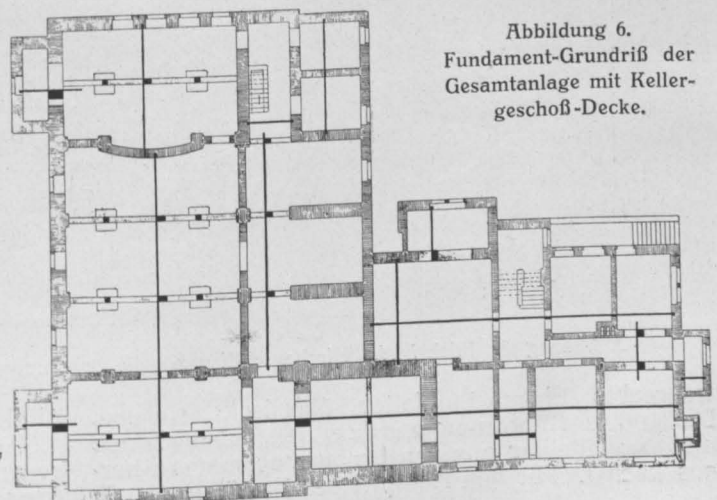 Abbildung 6.
Fundament-Grundriß der
Gesamtanlage mit Keller-
geschoß-Decke.